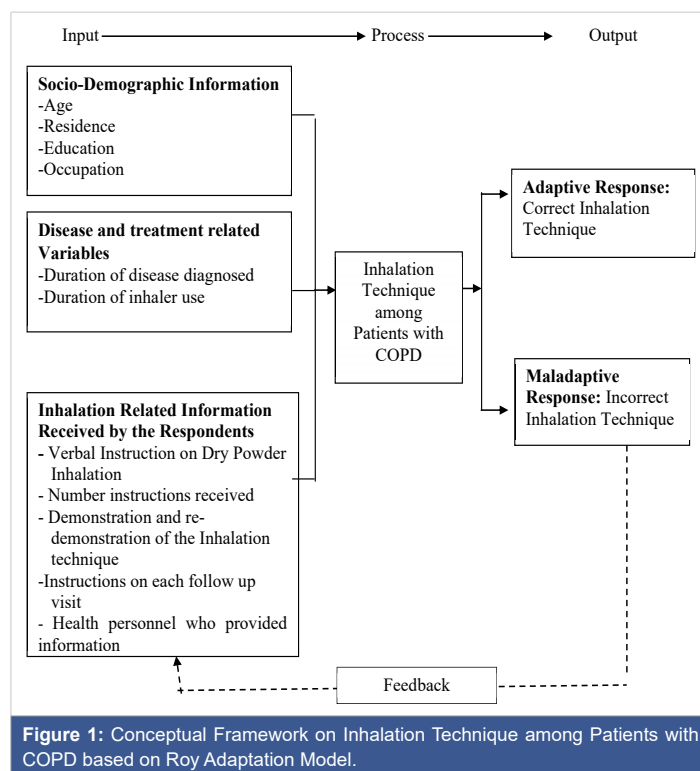 Input Process Output
Socio-Demographic Information
-Age
-Residence
-Education
-Occupation
Disease and treatment related
Variables
-Duration of disease diagnosed
-Duration of inhaler use
Inhalation Related Information
Received by the Respondents
- Verbal Instruction on Dry Powder
Inhalation
- Number instructions received
- Demonstration and re-
demonstration of the Inhalation
technique
-Instructions on each follow up
visit
- Health personnel who provided
information
Inhalation
Technique
among
Patients with
COPD
Adaptive Response:
Correct Inhalation
Technique
Maladaptive
Response: Incorrect
Inhalation Technique
Feedback
Figure 1: Conceptual Framework on Inhalation Technique among Patients with
COPD based on Roy Adaptation Model.